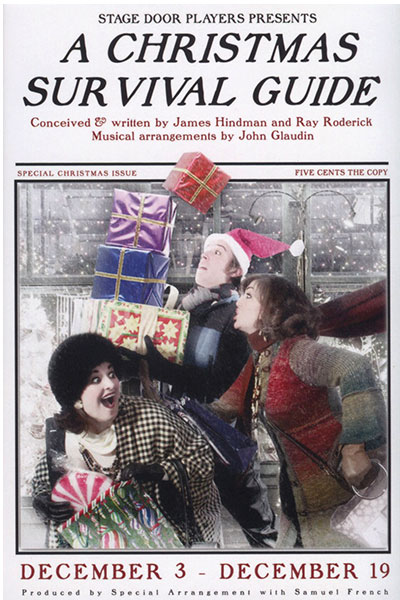 STAGE DOOR PLAYERS PRESENTS
A CHRISTMAS
SURVIVAL GUIDE
Conceived & written by James Hindman and Ray Roderick
Musical arrangements by John Glaudin
SPECIAL CHRISTMAS ISSUE
FIVE CENTS THE COPY
DECEMBER 3 - DECEMBER 19
Produced by Special Arrangement with Samuel French